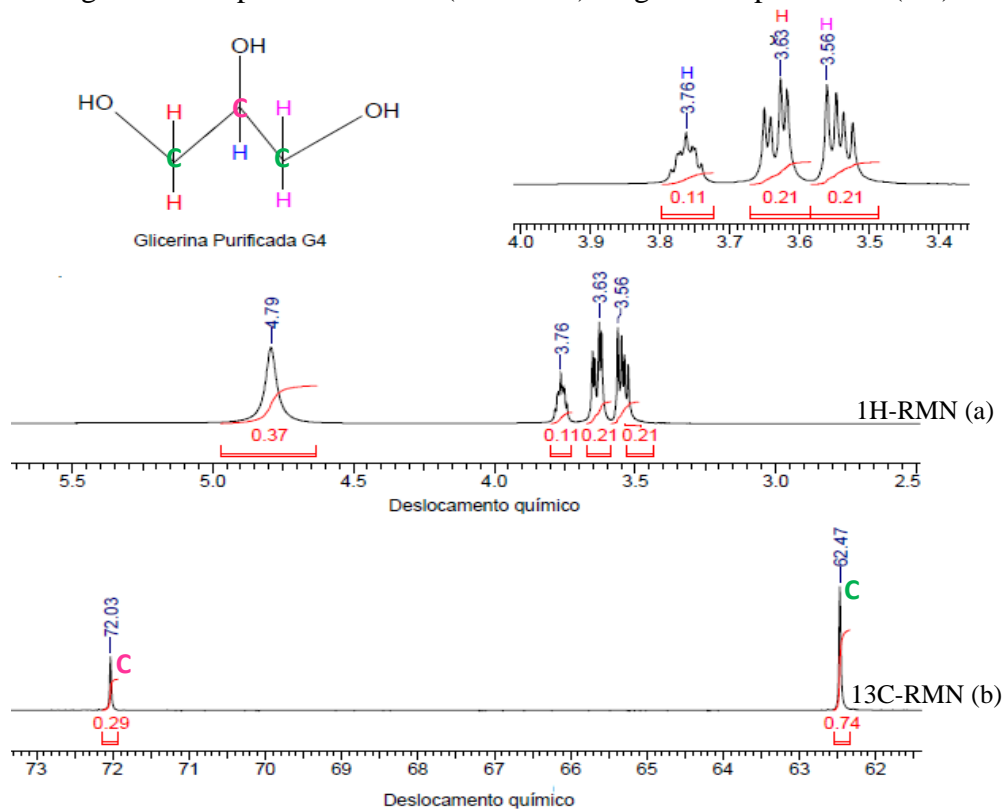 OH
3.76 H
3.63 H
3.56 H
HO
H
C
H
OH
C
H
C
H
H
0.11
0.21
0.21
Glicerina Purificada G4
4.0 3.9 3.8 3.7 3.6 3.5 3.4
4.79
3.76
3.63
3.56
1H-RMN (a)
0.37
0.11 0.21 0.21
5.5 5.0 4.5 4.0 3.5 3.0 2.5
Deslocamento químico
72.03
C
62.47
C
13C-RMN (b)
0.29
0.74
73 72 71 70 69 68 67 66 65 64 63 62
Deslocamento químico